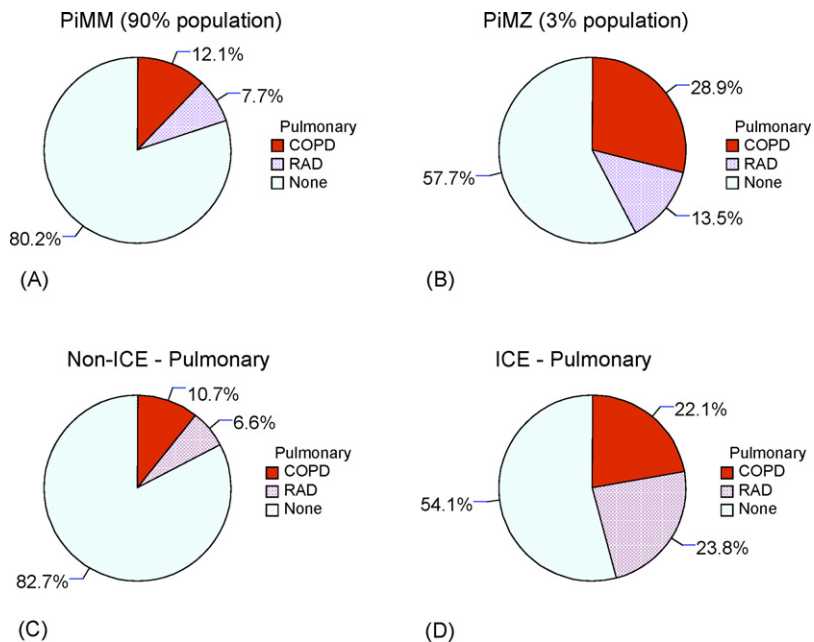 PiMM (90% population)
12.1%
7.7%
Pulmonary
COPD
RAD
None
80.2%
(A)
PiMZ (3% population)
28.9%
Pulmonary
COPD
RAD
None
57.7%
13.5%
(B)
Non-ICE - Pulmonary
10.7%
6.6%
Pulmonary
COPD
RAD
None
82.7%
(C)
ICE - Pulmonary
22.1%
Pulmonary
COPD
RAD
None
54.1%
23.8%
(D)